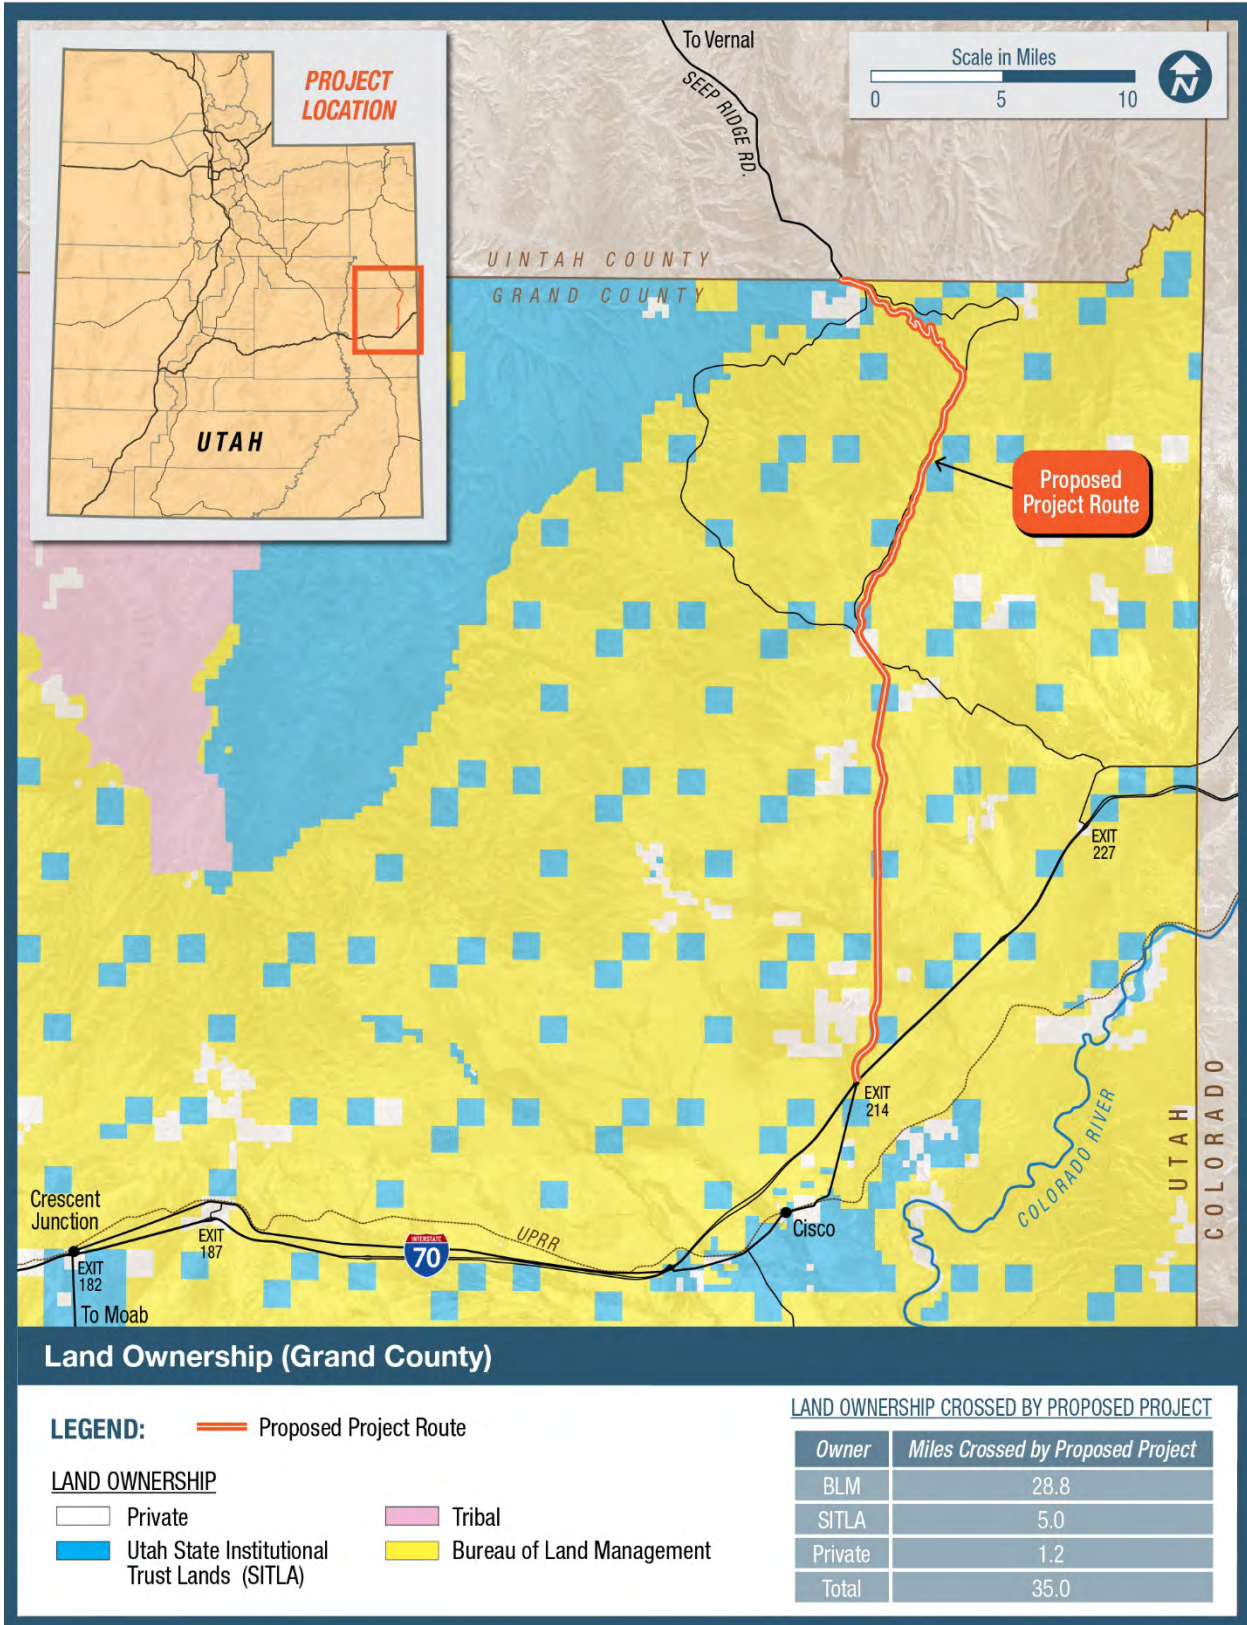 PROJECT
LOCATION
UTAH
To Vernal
SEEP RIDGE RD.
Scale in Miles
0 5 10
N
UINTAH COUNTY
GRAND COUNTY
Proposed
Project Route
EXIT
227
EXIT
214
COLORADO RIVER
UTAH
COLORADO
Crescent
Junction
EXIT
187
EXIT
182
To Moab
INTERSTATE
70
UPRR
Cisco
Land Ownership (Grand County)
LEGEND:
Proposed Project Route
LAND OWNERSHIP
Private
Utah State Institutional
Trust Lands (SITLA)
Tribal
Bureau of Land Management
LAND OWNERSHIP CROSSED BY PROPOSED PROJECT
Owner Miles Crossed by Proposed Project
BLM 28.8
SITLA 5.0
Private 1.2
Total 35.0